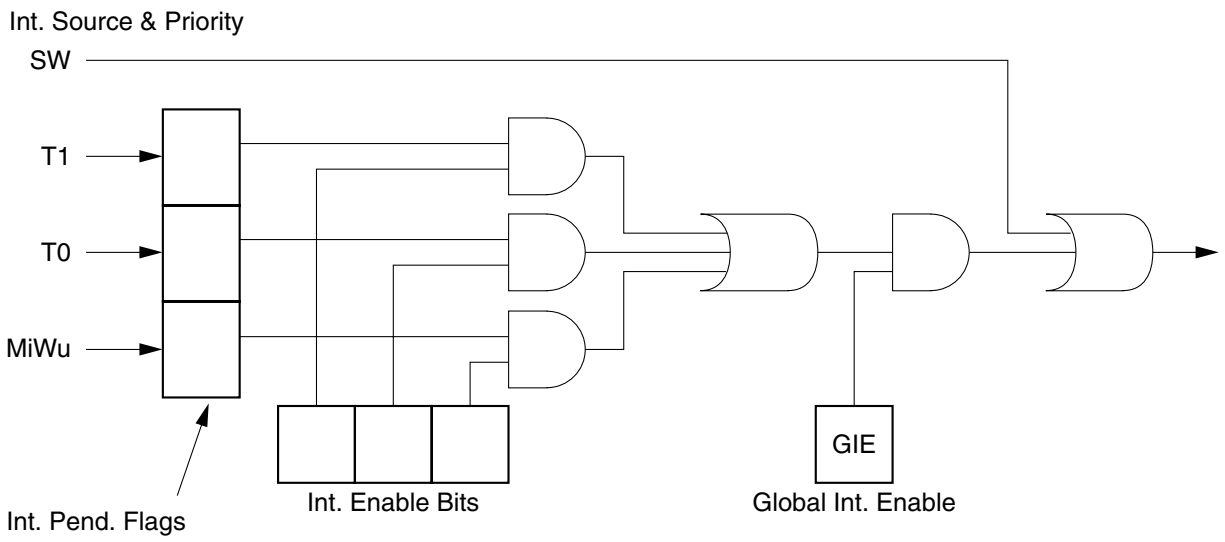 Int. Source & Priority
SW
T1
T0
MiWu
GIE
Int. Enable Bits
Global Int. Enable
Int. Pend. Flags